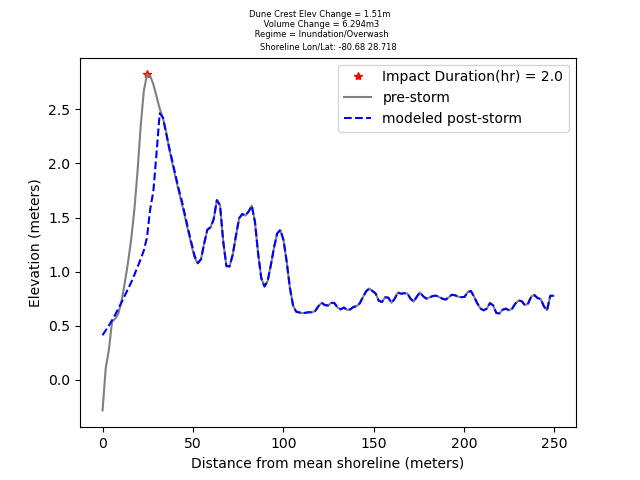 Dune Crest Elev Change = 1.51m
Volume Change = 6.294m3
Regime = Inundation/Overwash
Shoreline Lon/Lat: -80.68 28.718
Impact Duration(hr) = 2.0
pre-storm
modeled post-storm
Elevation (meters)
2.5
2.0
1.5
1.0
0.5
0.0
0 50 100 150 200 250
Distance from mean shoreline (meters)